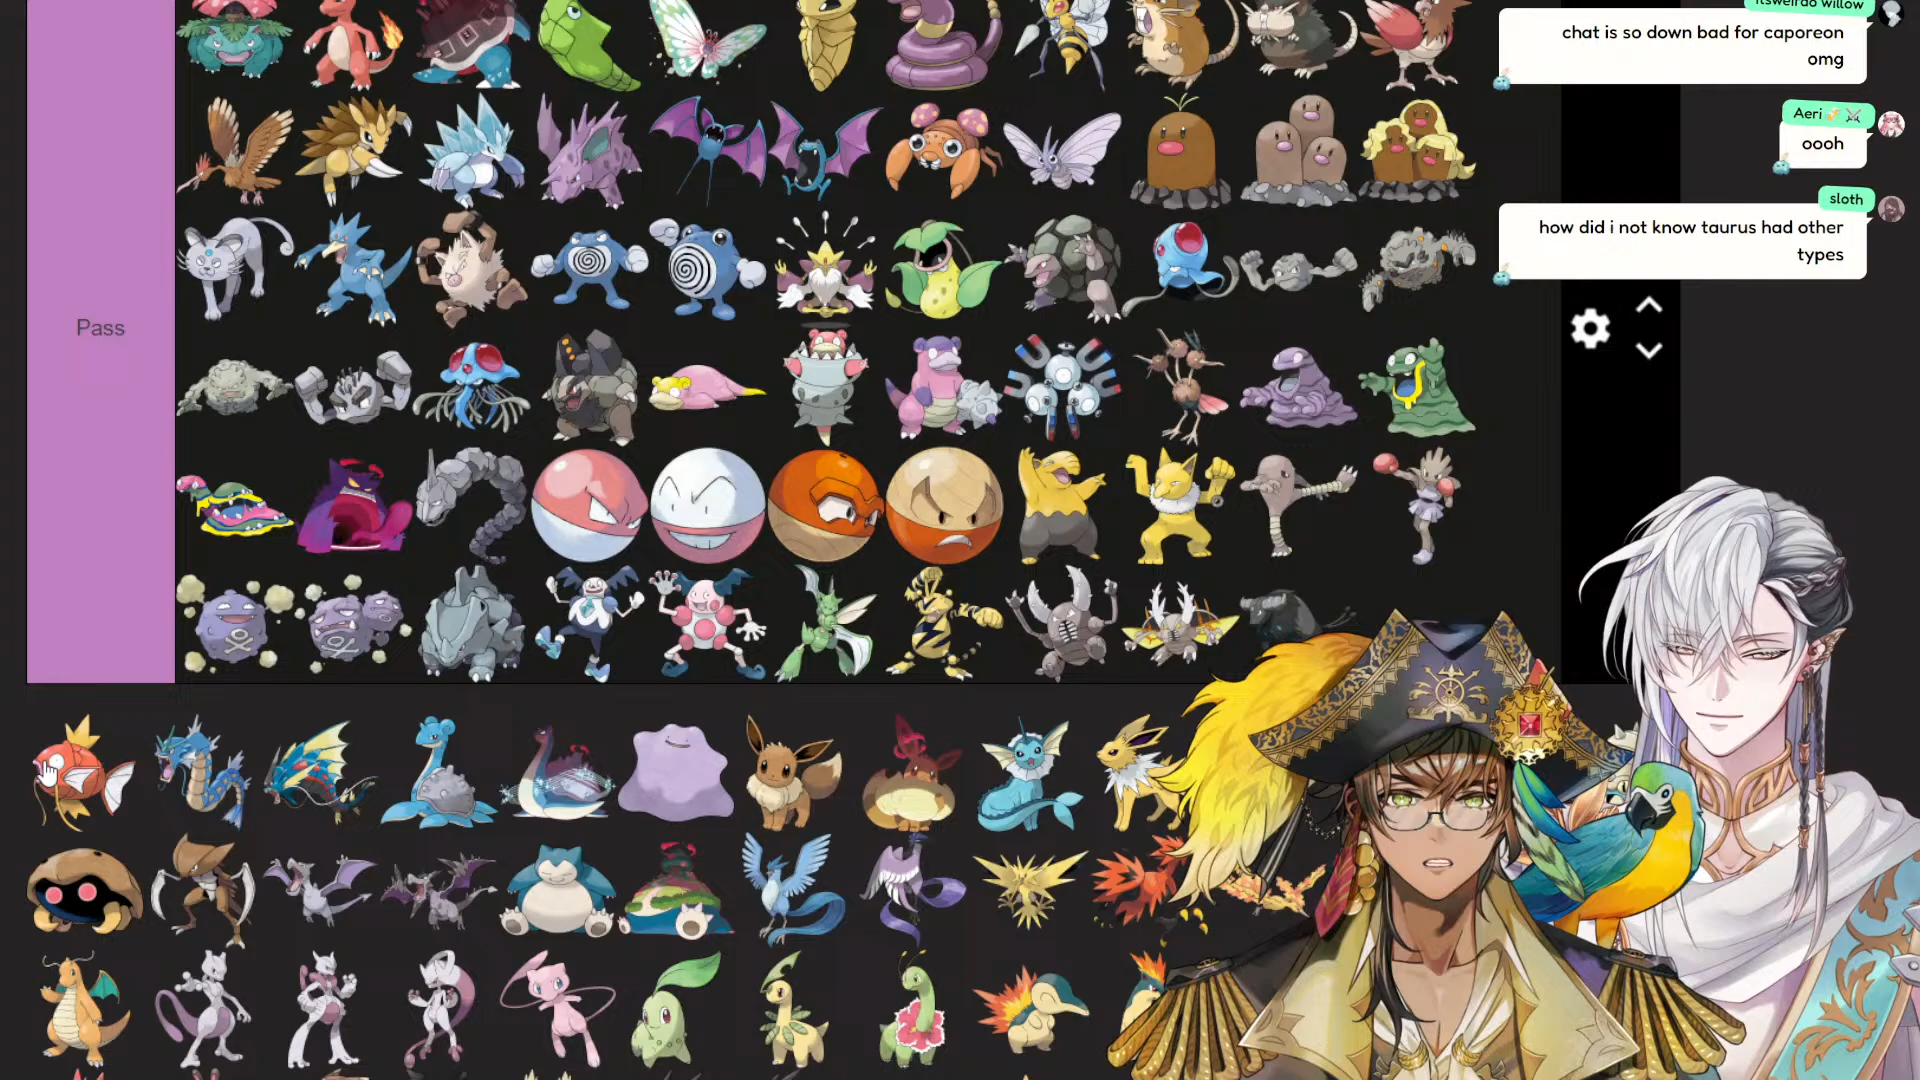 itsweirdo willow
chat is so down bad for caporeon
omg
Aeri
oooh
sloth
how did i not know taurus had other
types
Pass